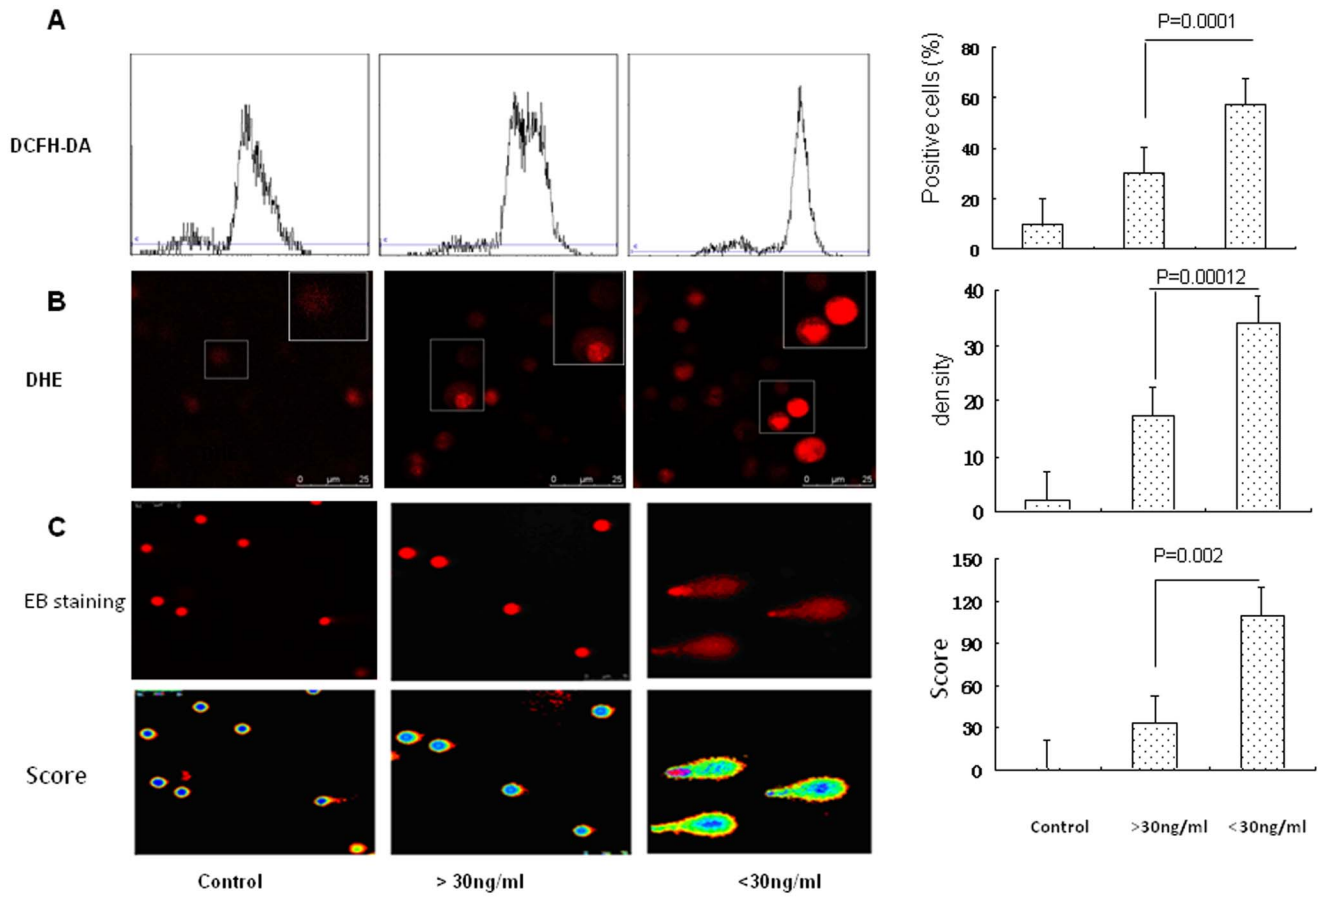 A
DCFH-DA
P=0.0001
Positive cells (%)
80
60
40
20
0
B
DHE
0 µm 25
0 µm 25
0 µm 25
P=0.00012
density
40
30
20
10
0
C
EB staining
Score
P=0.002
Score
150
120
90
60
30
0
Control
>30ng/ml
<30ng/ml
Control
> 30ng/ml
<30ng/ml